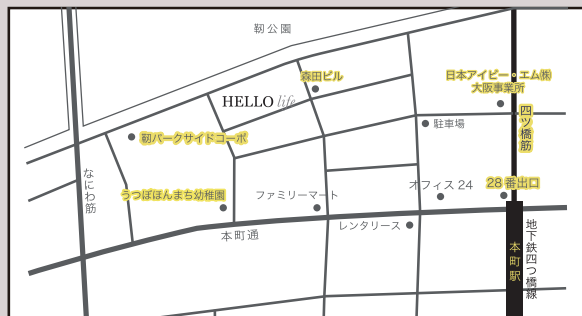 靭公園
森田ビル
日本アイビー・エム㈱
大阪事業所
HELLO life
四ツ橋筋
駐車場
靭パークサイドコーポ
なにわ筋
うつぼほんまち幼稚園
ファミリーマート
オフィス 24
28 番出口
本町通
レンタリース
本町駅
地下鉄四つ橋線